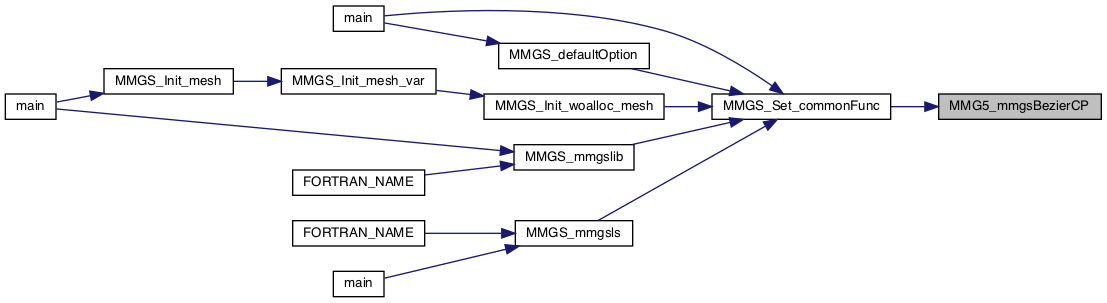 main
MMGS_defaultOption
MMGS_Init_mesh
MMGS_Init_mesh_var
main
MMGS_Init_woalloc_mesh
MMGS_Set_commonFunc
MMG5_mmgsBezierCP
MMGS_mmgslib
FORTRAN_NAME
FORTRAN_NAME
MMGS_mmgsls
main